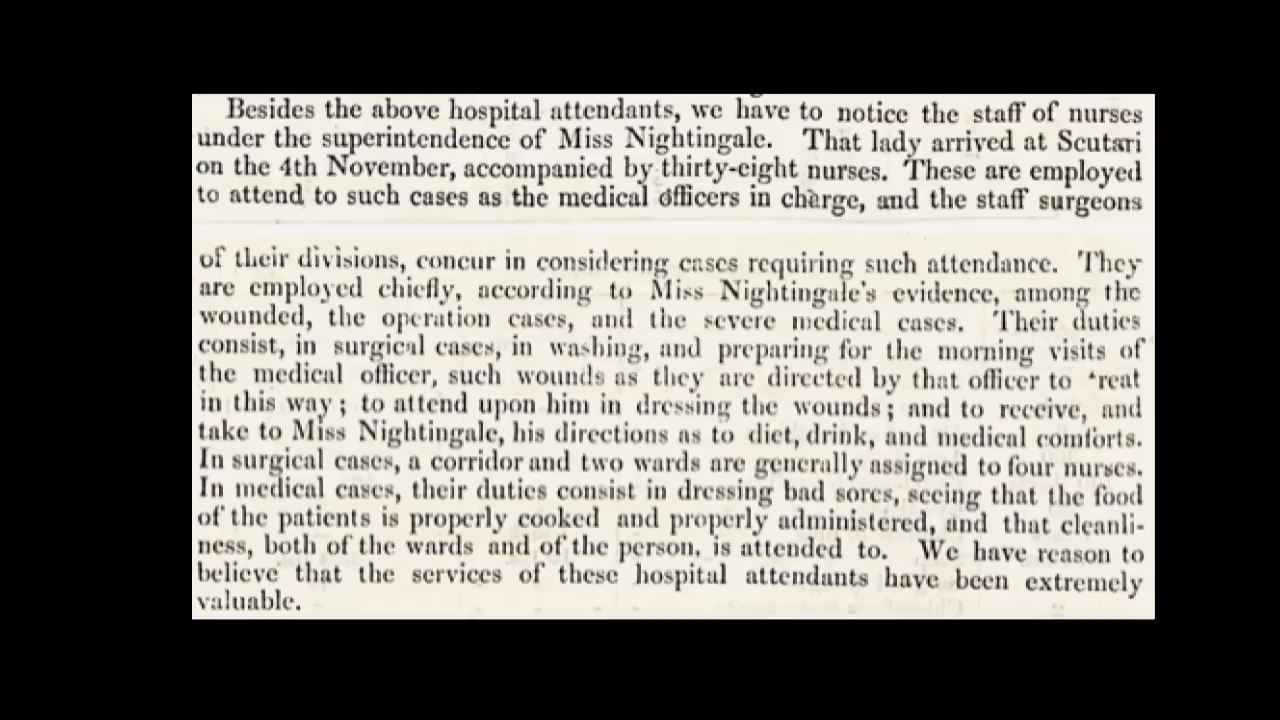 Besides the above hospital attendants, we have to notice the staff of nurses
under the superintendence of Miss Nightingale. That lady arrived at Scutari
on the 4th November, accompanied by thirty-eight nurses. These are employed
to attend to such cases as the medical officers in charge, and the staff surgeons
of their divisions, concur in considering cases requiring such attendance. They
are employed chiefly, according to Miss Nightingale's evidence, among the
wounded, the operation cases, and the severe medical cases. Their duties
consist, in surgical cases, in washing, and preparing for the morning visits of
the medical officer, such wounds as they are directed by that officer to treat
in this way; to attend upon him in dressing the wounds; and to receive, and
take to Miss Nightingale, his directions as to diet, drink, and medical comforts.
In surgical cases, a corridor and two wards are generally assigned to four nurses.
In medical cases, their duties consist in dressing bad sores, seeing that the food
of the patients is properly cooked and properly administered, and that cleanli-
ness, both of the wards and of the person, is attended to. We have reason to
believe that the services of these hospital attendants have been extremely
valuable.